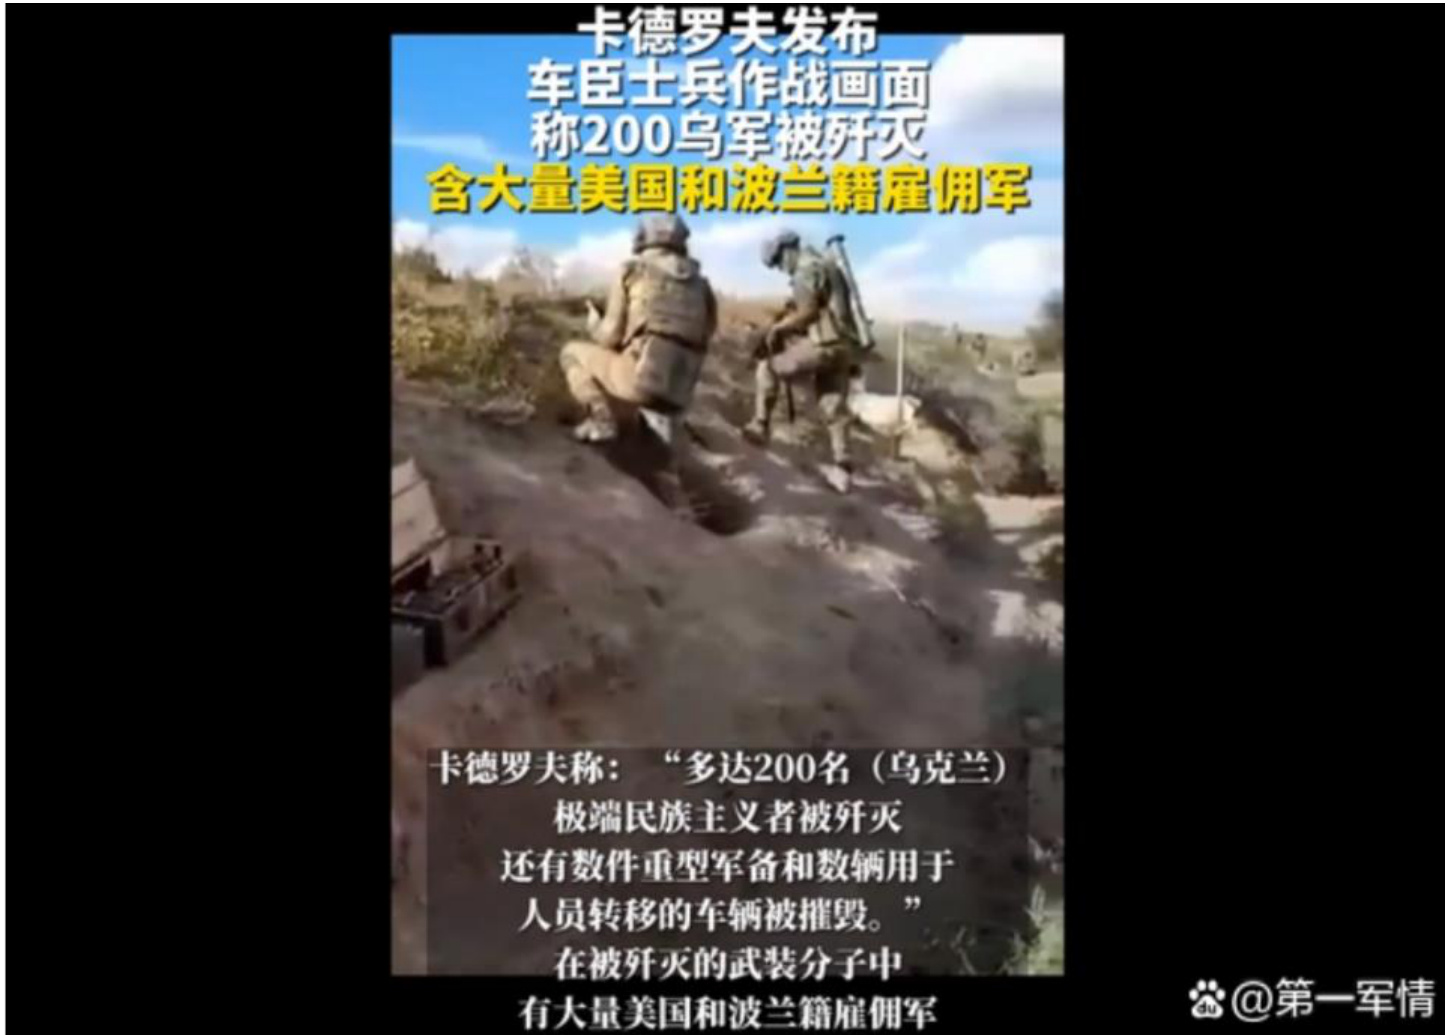 卡德罗夫发布
车臣士兵作战画面
称200乌军被歼灭
含大量美国和波兰籍雇佣军
卡德罗夫称：“多达200名（乌克兰）
极端民族主义者被歼灭
还有数件重型军备和数辆用于
人员转移的车辆被摧毁。”
在被歼灭的武装分子中
有大量美国和波兰籍雇佣军
du @第一军情